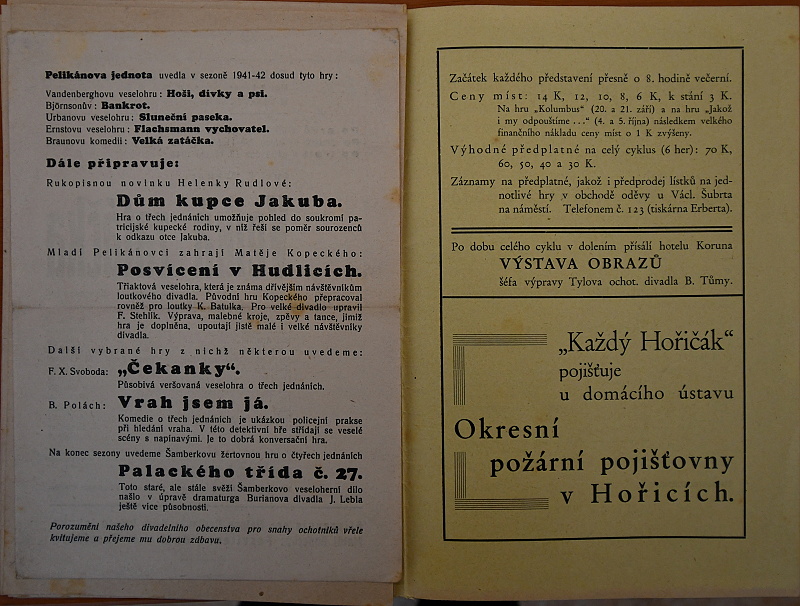 Pelikánova jednota uvedla v sezoně 1941-42 dosud tyto hry:
Vandenberghovu veselohru: Hoši, dívky a psi.
Björnsonův: Bankrot.
Urbanovu veselohru: Sluneční paseka.
Ernstovu veselohru: Flachsmann vychovatel.
Braunovu komedii: Velká zatáčka.
Dále připravuje:
Rukopisnou novinku Helenky Rudlové:
Dům kupce Jakuba.
Hra o třech jednáních umožňuje pohled do soukromí pa-
tricijské kupecké rodiny, v níž řeší se poměr sourozenců
k odkazu otce Jakuba.
Mladí Pelikánovci zahrají Matěje Kopeckého:
Posvícení v Hudlicích.
Tříaktová veselohra, která je známa dřívějším návštěvníkům
loutkového divadla. Původní hru Kopeckého přepracoval
rovněž pro loutky K. Batulka. Pro velké divadlo upravil
F. Stehlík. Výprava, malebné kroje, zpěvy a tance, jimiž
hra je doplněna, upoutají jistě malé i velké návštěvníky
divadla.
Další vybrané hry z nichž některou uvedeme:
F. X. Svoboda: „Čekanky“.
Působivá veršovaná veselohra o třech jednáních.
B. Polách: Vrah jsem já.
Komedie o třech jednáních je ukázkou policejní prakse
při hledání vraha. V této detektivní hře střídají se veselé
scény s napínavými. Je to dobrá konversační hra.
Na konec sezony uvedeme Šamberkovu žertovnou hru o čtyřech jednáních
Palackého třída č. 27.
Toto staré, ale stále svěží Šamberkovo veseloherní dílo
našlo v úpravě dramaturga Burianova divadla J. Lebla
ještě více působnosti.
Porozumění našeho divadelního obecenstva pro snahy ochotníků vřele
kvitujeme a přejeme mu dobrou zábavu.
Začátek každého představení přesně o 8. hodině večerní.
Ceny míst: 14 K, 12, 10, 8, 6 K, k stání 3 K.
Na hru „Kolumbus“ (20. a 21. září) a na hru „Jakož
i my odpouštíme . . .“ (4. a 5. října) následkem velkého
finančního nákladu ceny míst o 1 K zvýšeny.
Výhodné předplatné na celý cyklus (6 her): 70 K,
60, 50, 40 a 30 K.
Záznamy na předplatné, jakož i předprodej lístků na jed-
notlivé hry v obchodě oděvy u Václ. Šubrta
na náměstí. Telefonem č. 123 (tiskárna Erberta).
Po dobu celého cyklu v dolením přísálí hotelu Koruna
VÝSTAVA OBRAZŮ
šéfa výpravy Tylova ochot. divadla B. Tůmy.
„Každý Hořičák“
pojišťuje
u domácího ústavu
Okresní
požární pojišťovny
v Hořicích.